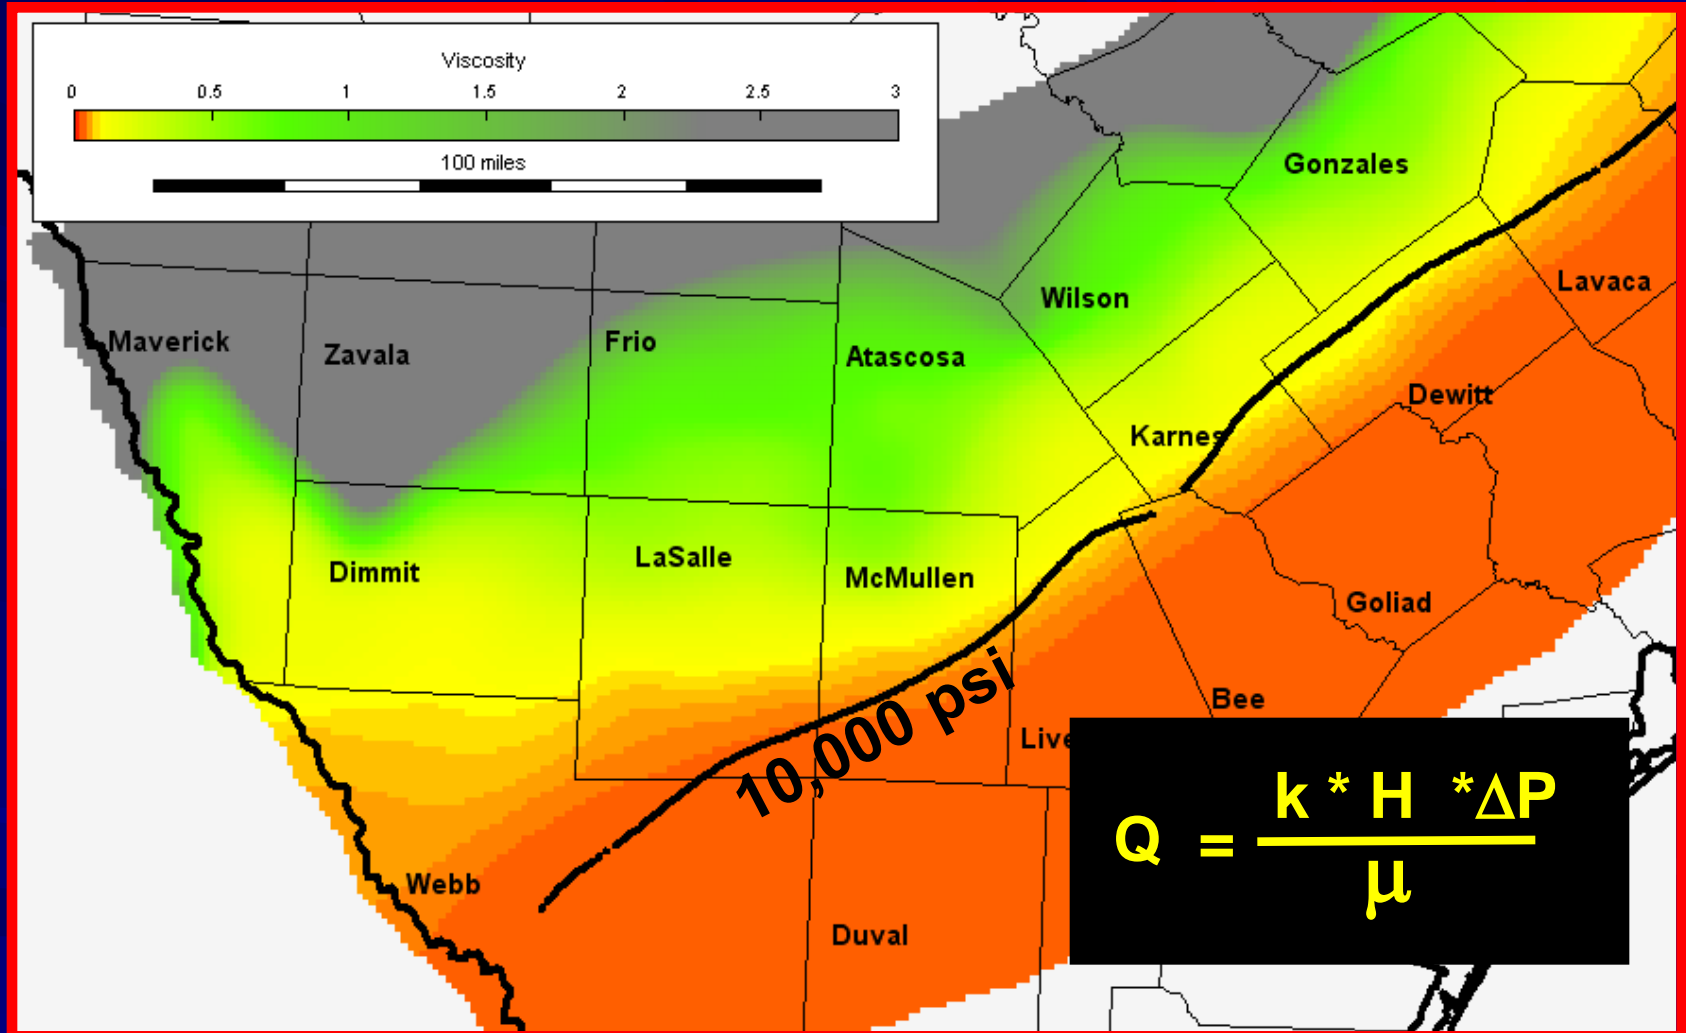 Viscosity
0 0.5 1 1.5 2 2.5 3
100 miles
Gonzales
Lavaca
Wilson
Maverick
Zavala
Frio
Atascosa
Dewitt
Karnes
Dimmit
LaSalle
McMullen
Goliad
10,000 psi
Bee
Live
Webb
Duval
k * H *ΔP
Q =
μ